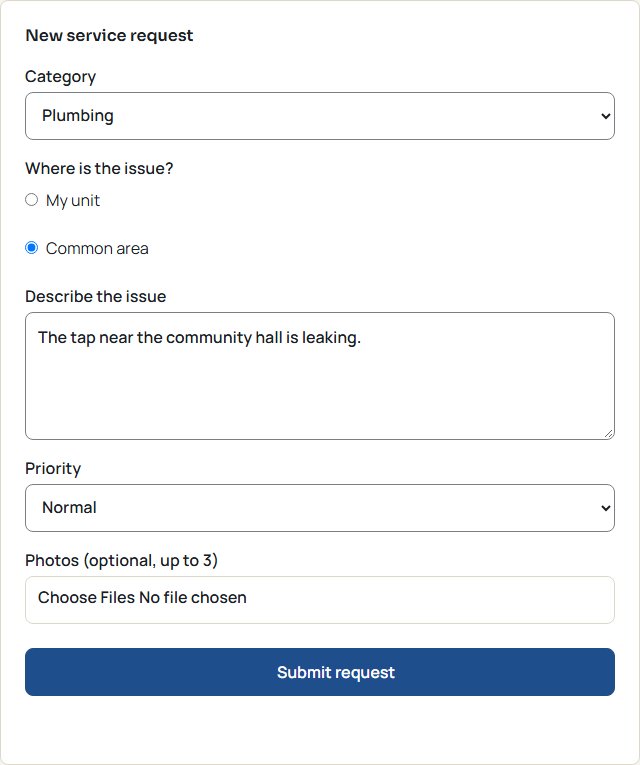 New service request
Category
Plumbing
Where is the issue?
My unit
Common area
Describe the issue
The tap near the community hall is leaking.
Priority
Normal
Photos (optional, up to 3)
Choose Files No file chosen
Submit request